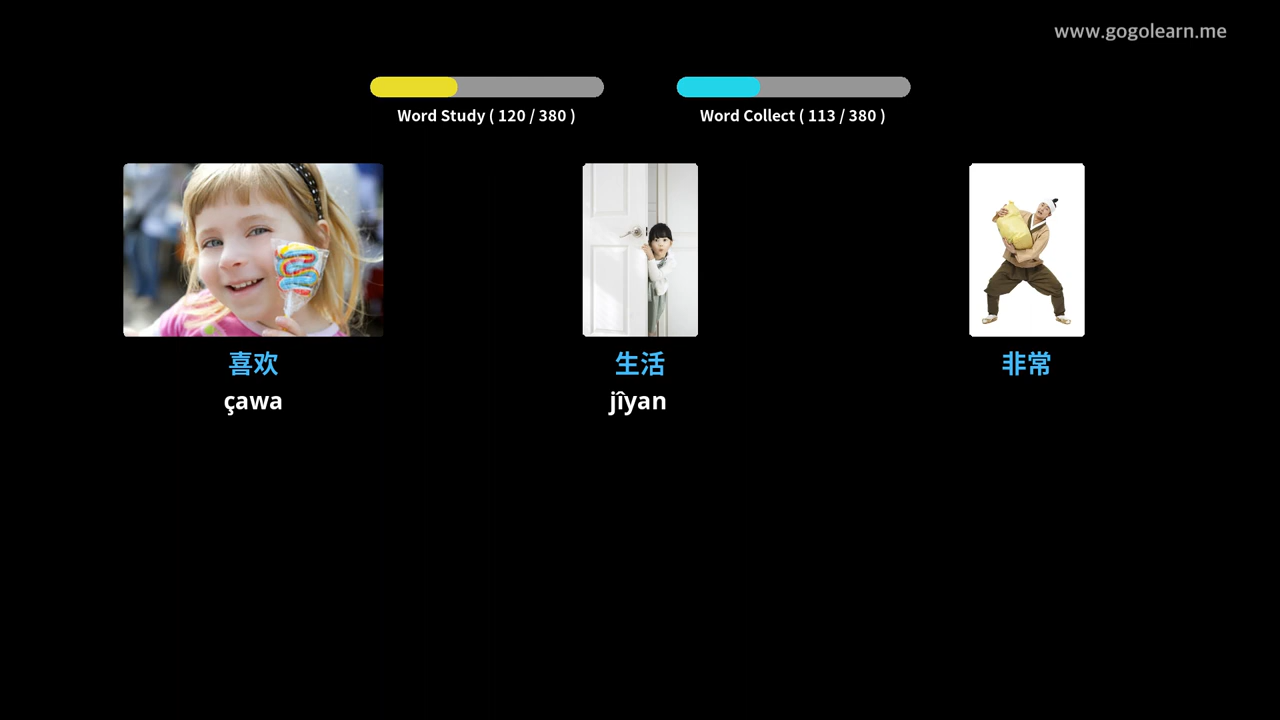 www.gogolearn.me
Word Study ( 120 / 380 )
Word Collect ( 113 / 380 )
喜欢
生活
非常
çawa
jîyan